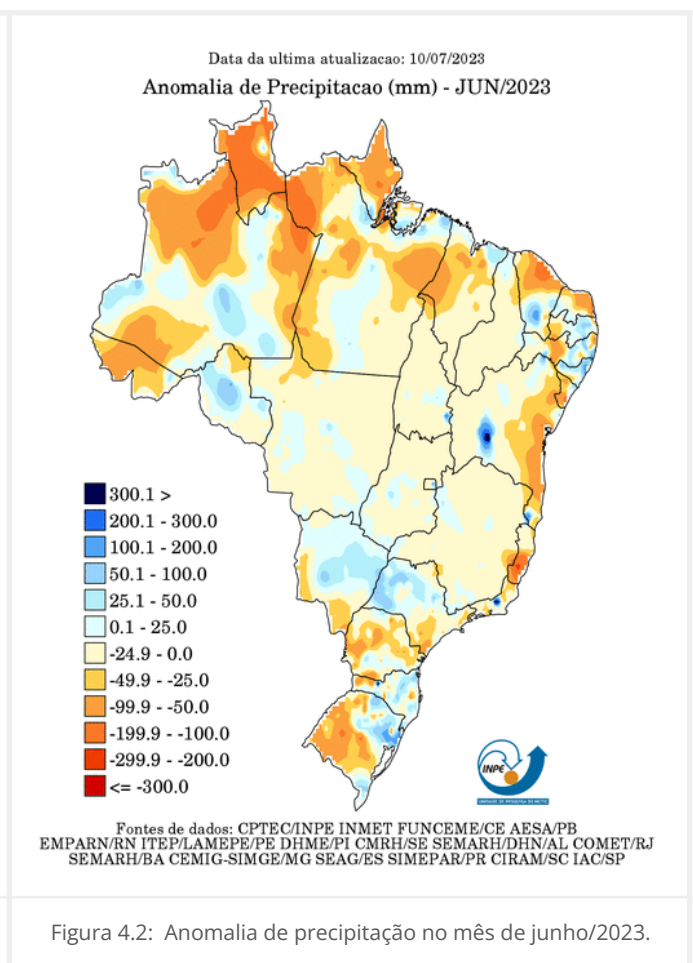 Data da ultima atualizacao: 10/07/2023
Anomalia de Precipitacao (mm) - JUN/2023
300.1 >
200.1 - 300.0
100.1 - 200.0
50.1 - 100.0
25.1 - 50.0
0.1 - 25.0
-24.9 - 0.0
-49.9 - -25.0
-99.9 - -50.0
-199.9 - -100.0
-299.9 - -200.0
<= -300.0
INPE
Fontes de dados: CPTEC/INPE INMET FUNCEME/CE AESA/PB
EMPARN/RN ITEP/LAMEPE/PE DHME/PI CMRH/SE SEMARH/DHN/AL COMET/RJ
SEMARH/BA CEMIG-SIMGE/MG SEAG/ES SIMEPAR/PR CIRAM/SC IAC/SP
Figura 4.2: Anomalia de precipitação no mês de junho/2023.